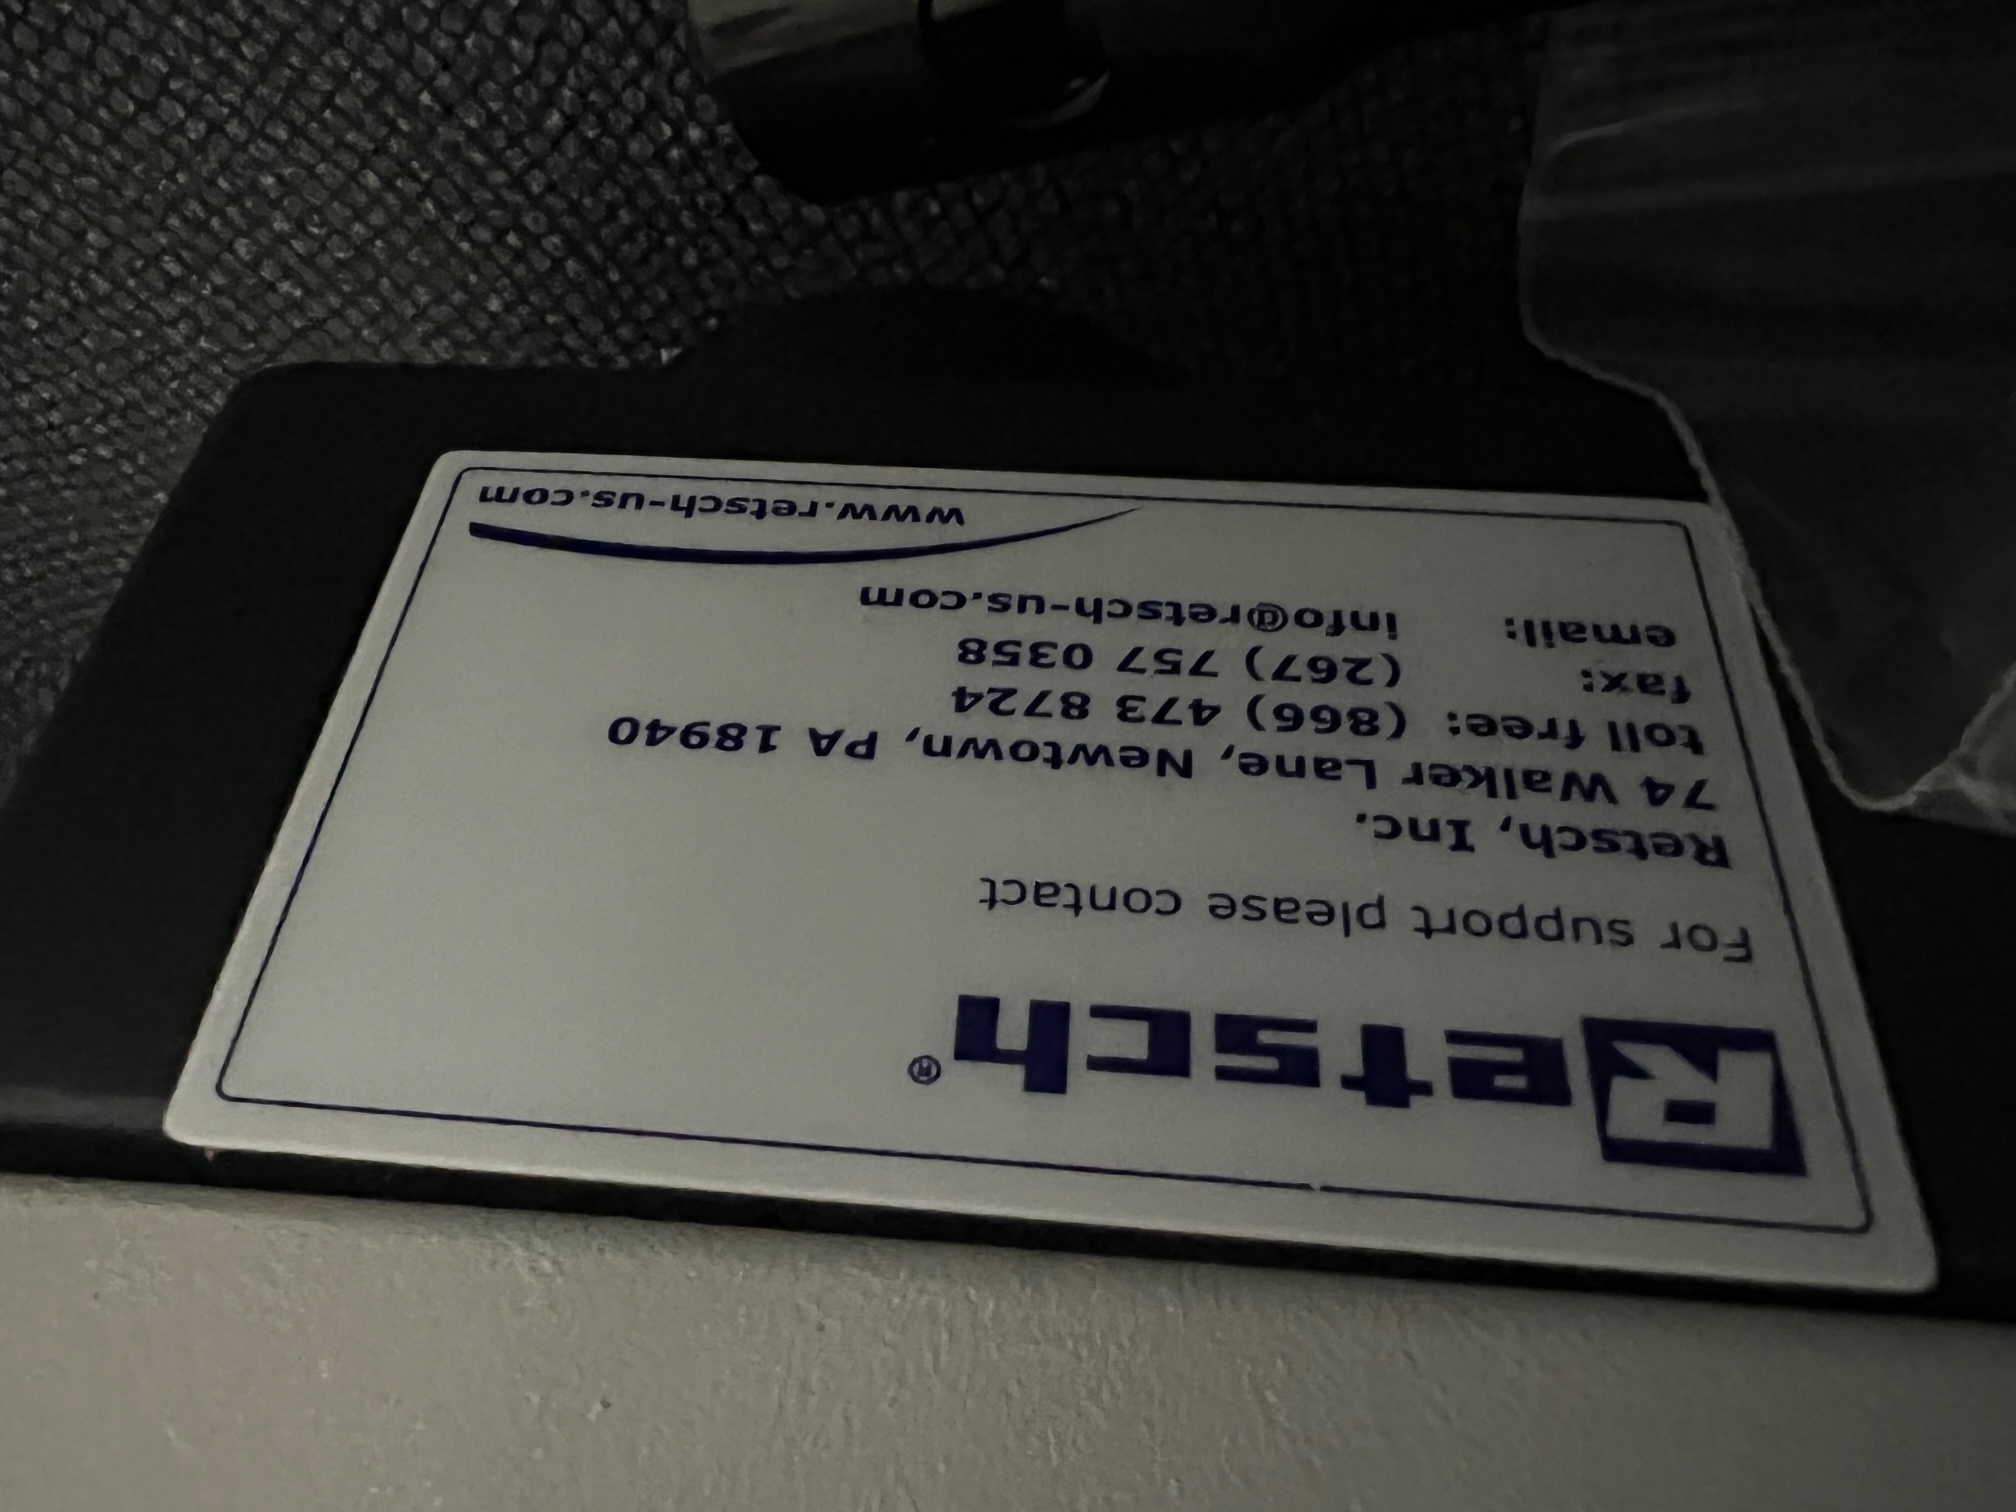 Retsch®
For support please contact
Retsch, Inc.
74 Walker Lane, Newtown, PA 18940
toll free: (866) 473 8724
fax: (267) 757 0358
email: info@retsch-us.com
www.retsch-us.com